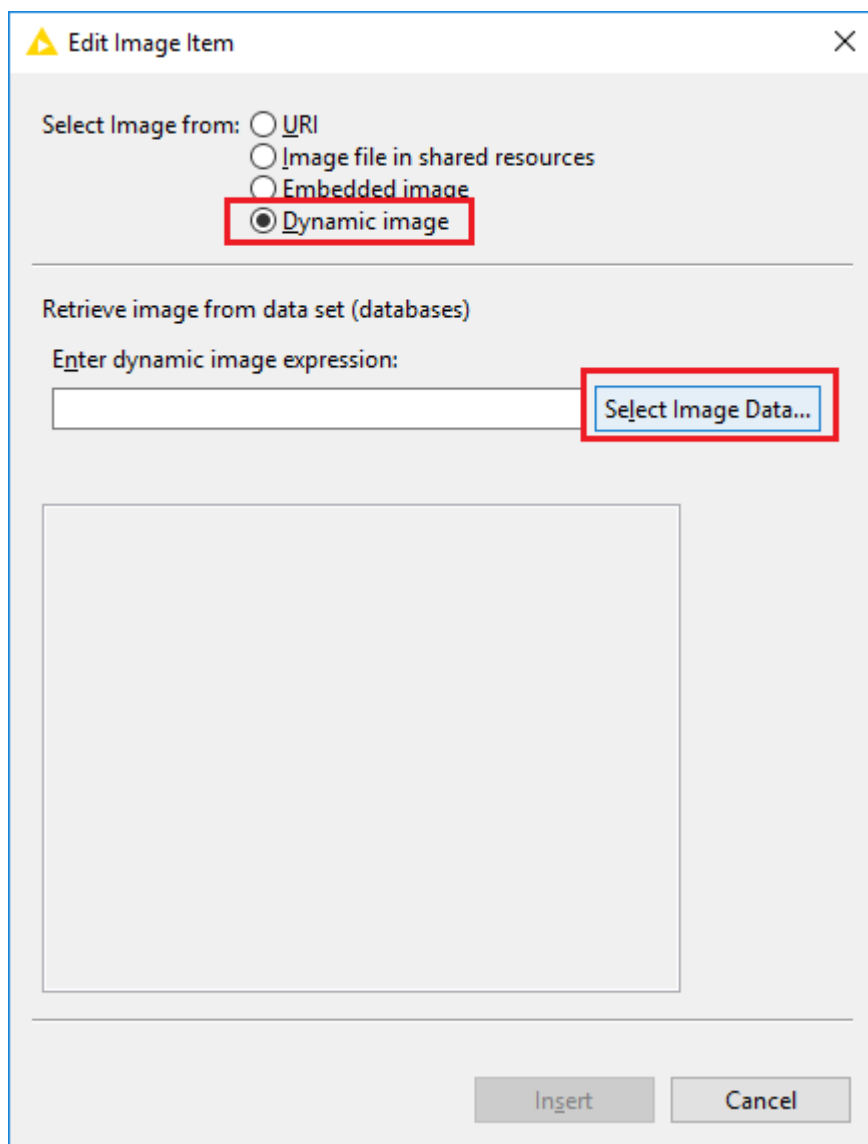 Edit Image Item
Select Image from: URI
Image file in shared resources
Embedded image
Dynamic image
Retrieve image from data set (databases)
Enter dynamic image expression:
Select Image Data...
Insert
Cancel